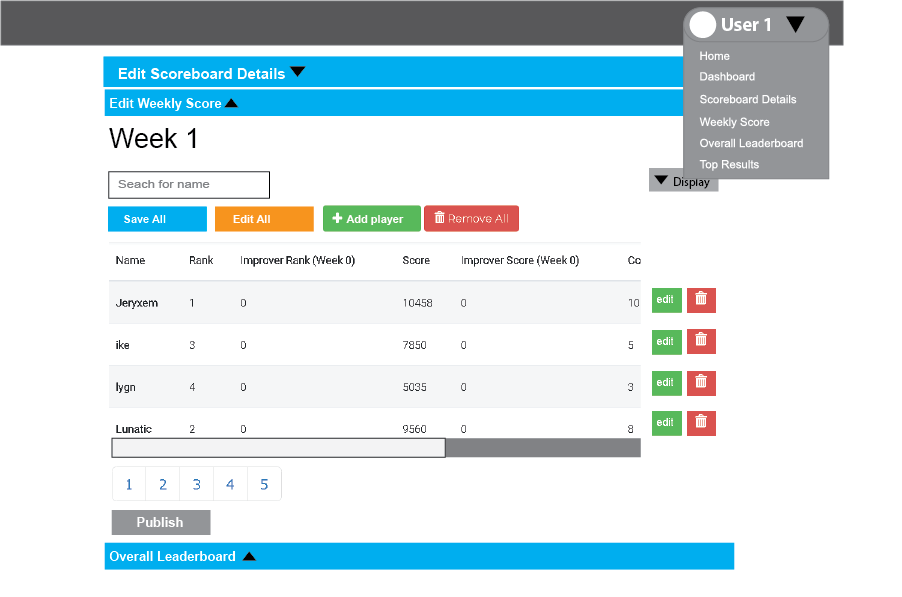 User 1
Home
Dashboard
Scoreboard Details
Weekly Score
Overall Leaderboard
Top Results
Edit Scoreboard Details
Edit Weekly Score
Week 1
Seach for name
Display
Save All Edit All Add player Remove All
Name Rank Improver Rank (Week 0) Score Improver Score (Week 0) Co
Jeryxem 1 0 10458 0 10 edit
ike 3 0 7850 0 5 edit
lygn 4 0 5035 0 3 edit
Lunatic 2 0 9560 0 8 edit
1 2 3 4 5
Publish
Overall Leaderboard